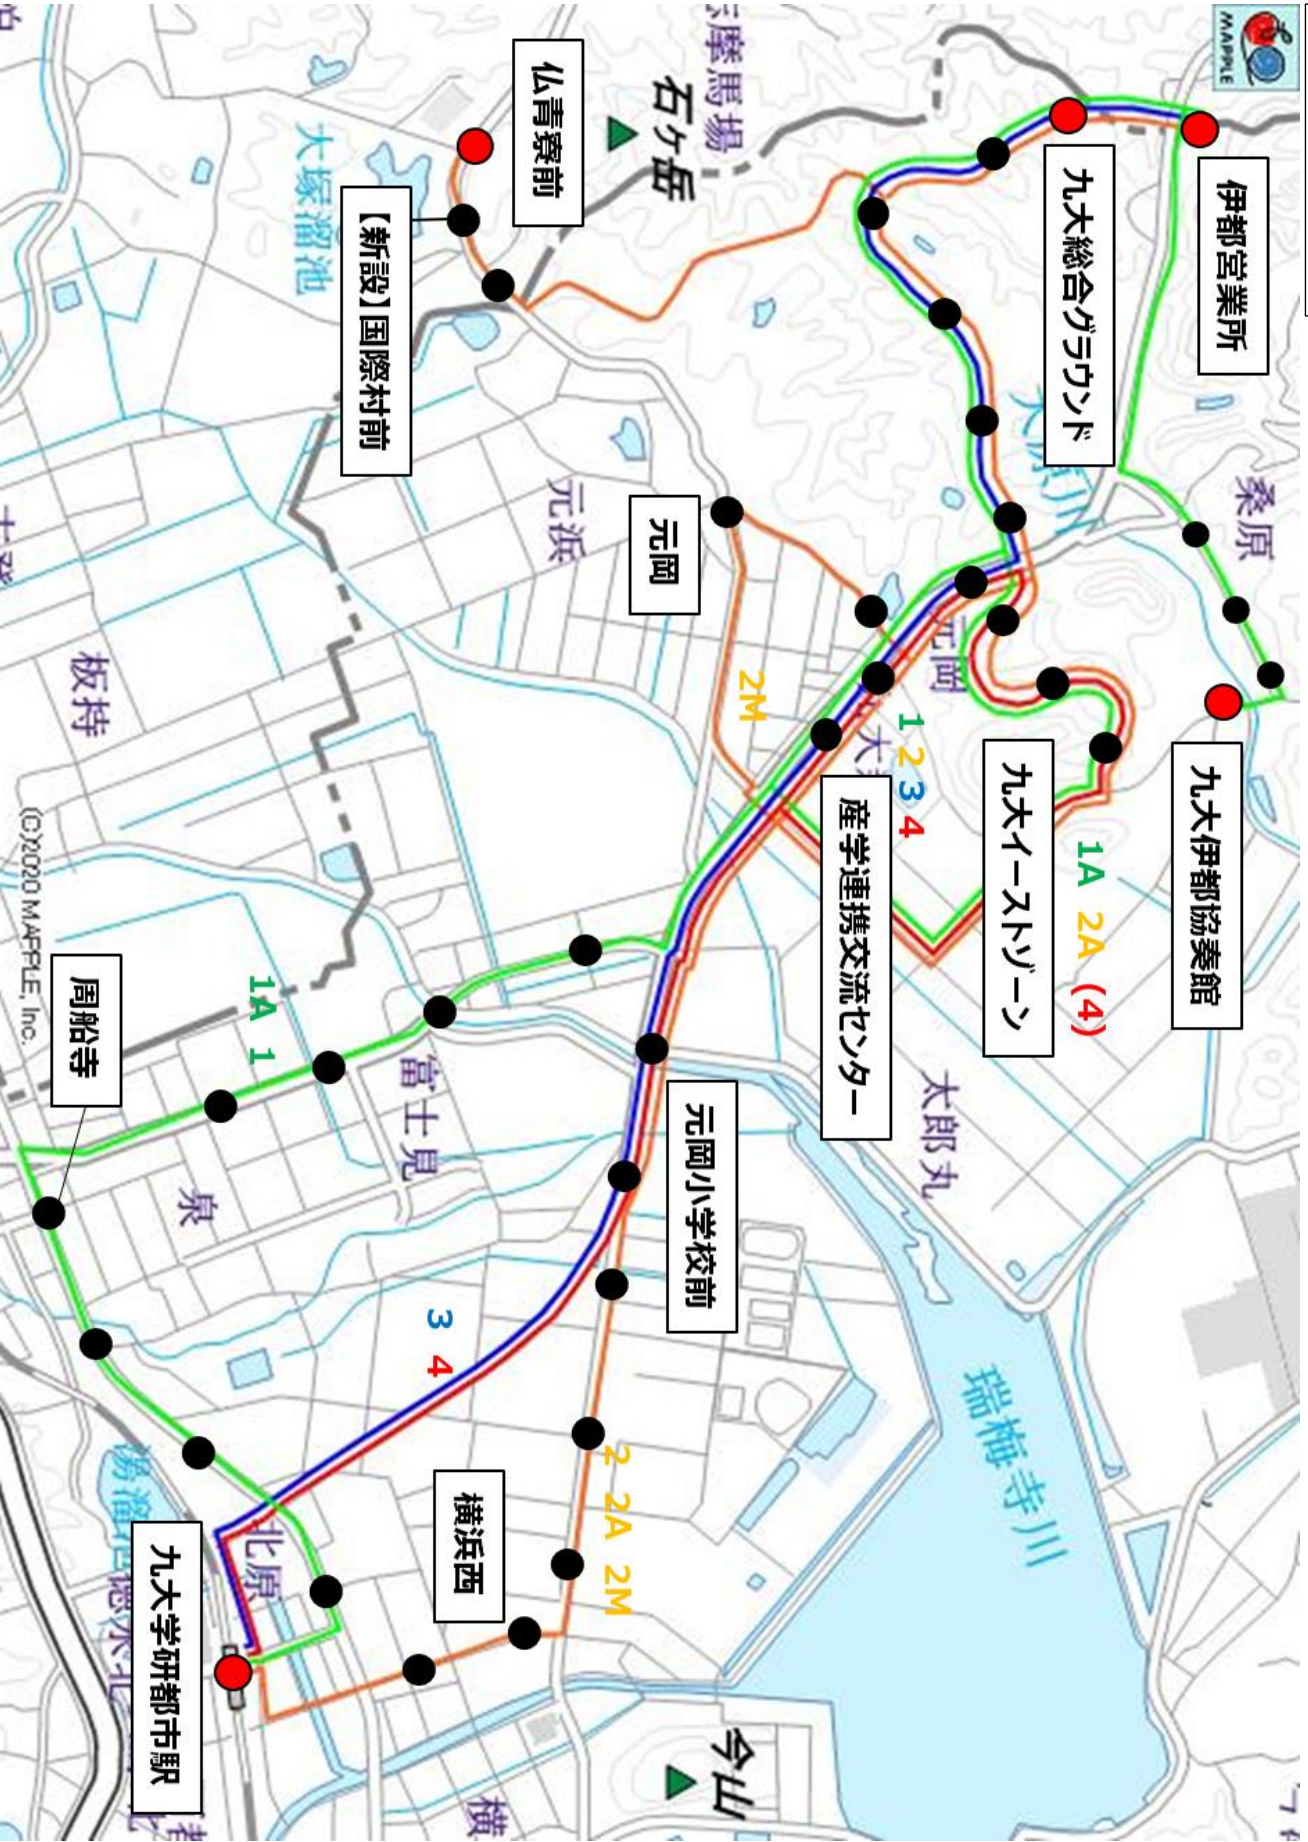 MAPPLE
伊都営業所
九大総合グラウンド
仏青寮前
【新設】国際村前
石ヶ岳
大塚溜池
桑原
元浜
元岡
元岡
板持
2M
1 2 3 4
九大伊都協奏館
九大イーストゾーン
1A 2A (4)
産学連携交流センター
太郎丸
(C)2020 MAPPLE, Inc.
周船寺
1A 1
富士見
泉
元岡小学校前
3 4
瑞梅寺川
2 2A 2M
横浜西
北原
九大学研都市駅
今山
横